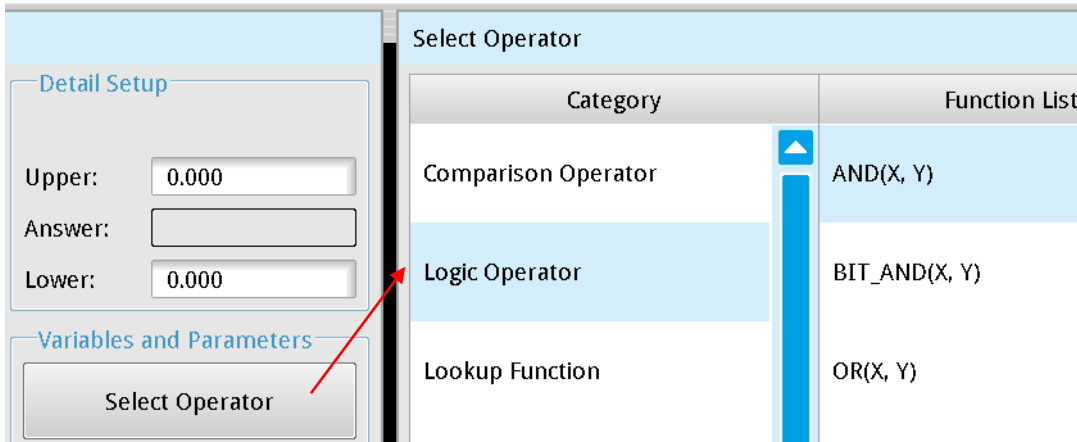 Detail Setup
Upper: 0.000
Answer:
Lower: 0.000
Variables and Parameters
Select Operator
Select Operator
Category Function List
Comparison Operator AND(X, Y)
Logic Operator BIT_AND(X, Y)
Lookup Function OR(X, Y)